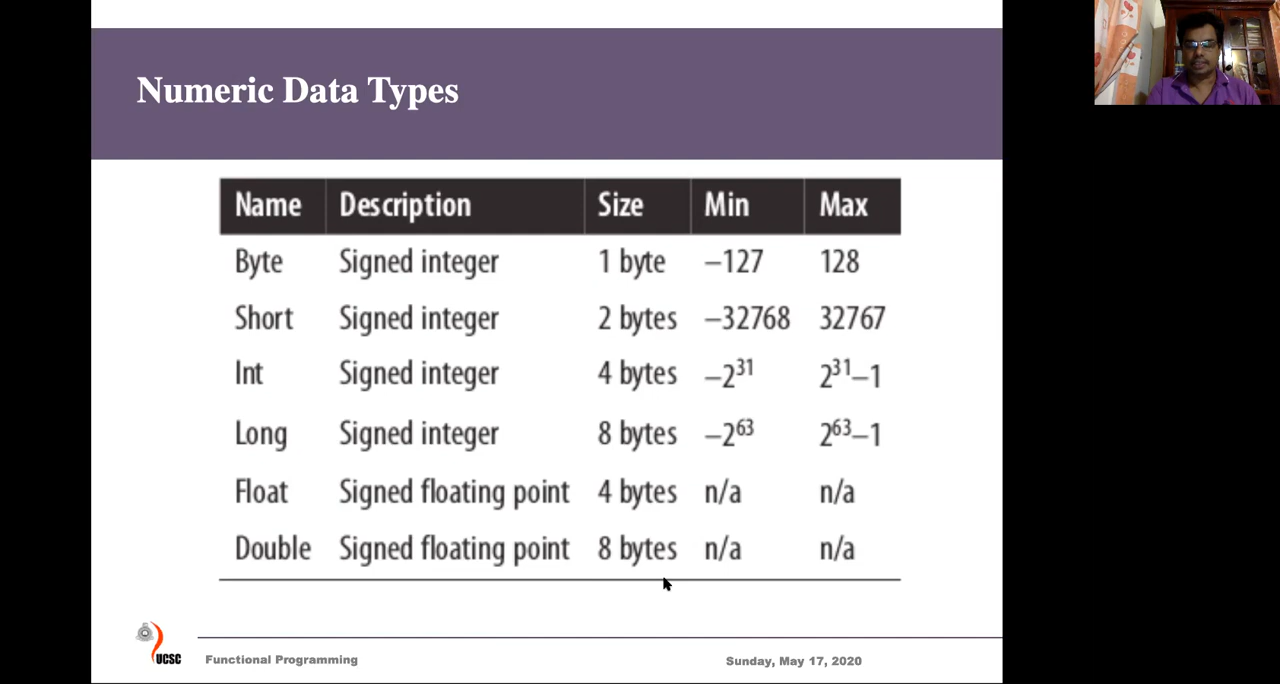 Numeric Data Types
Name Description Size Min Max
Byte Signed integer 1 byte –127 128
Short Signed integer 2 bytes –32768 32767
Int Signed integer 4 bytes –2³¹ 2³¹–1
Long Signed integer 8 bytes –2⁶³ 2⁶³–1
Float Signed floating point 4 bytes n/a n/a
Double Signed floating point 8 bytes n/a n/a
UCSC Functional Programming Sunday, May 17, 2020